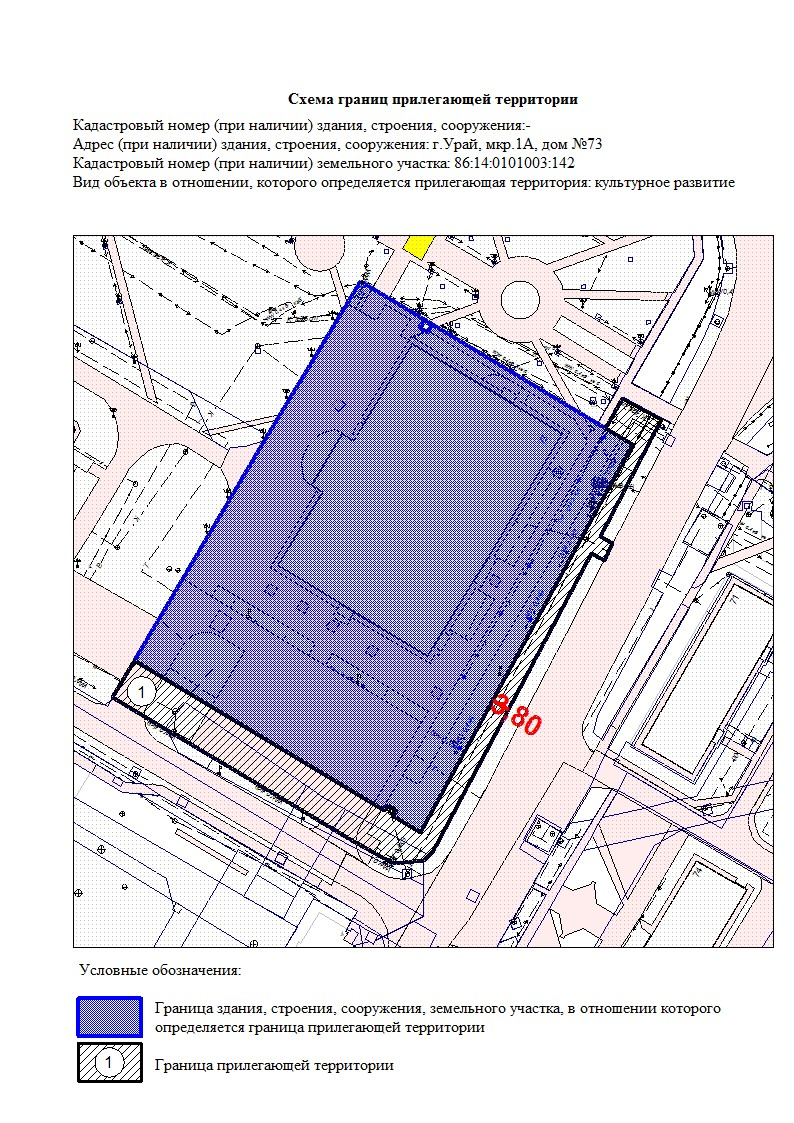 Схема границ прилегающей территории
Кадастровый номер (при наличии) здания, строения, сооружения:-
Адрес (при наличии) здания, строения, сооружения: г.Урай, мкр.1А, дом №73
Кадастровый номер (при наличии) земельного участка: 86:14:0101003:142
Вид объекта в отношении, которого определяется прилегающая территория: культурное развитие
71
1
80
74
Условные обозначения:
Граница здания, строения, сооружения, земельного участка, в отношении которого
определяется граница прилегающей территории
1
Граница прилегающей территории